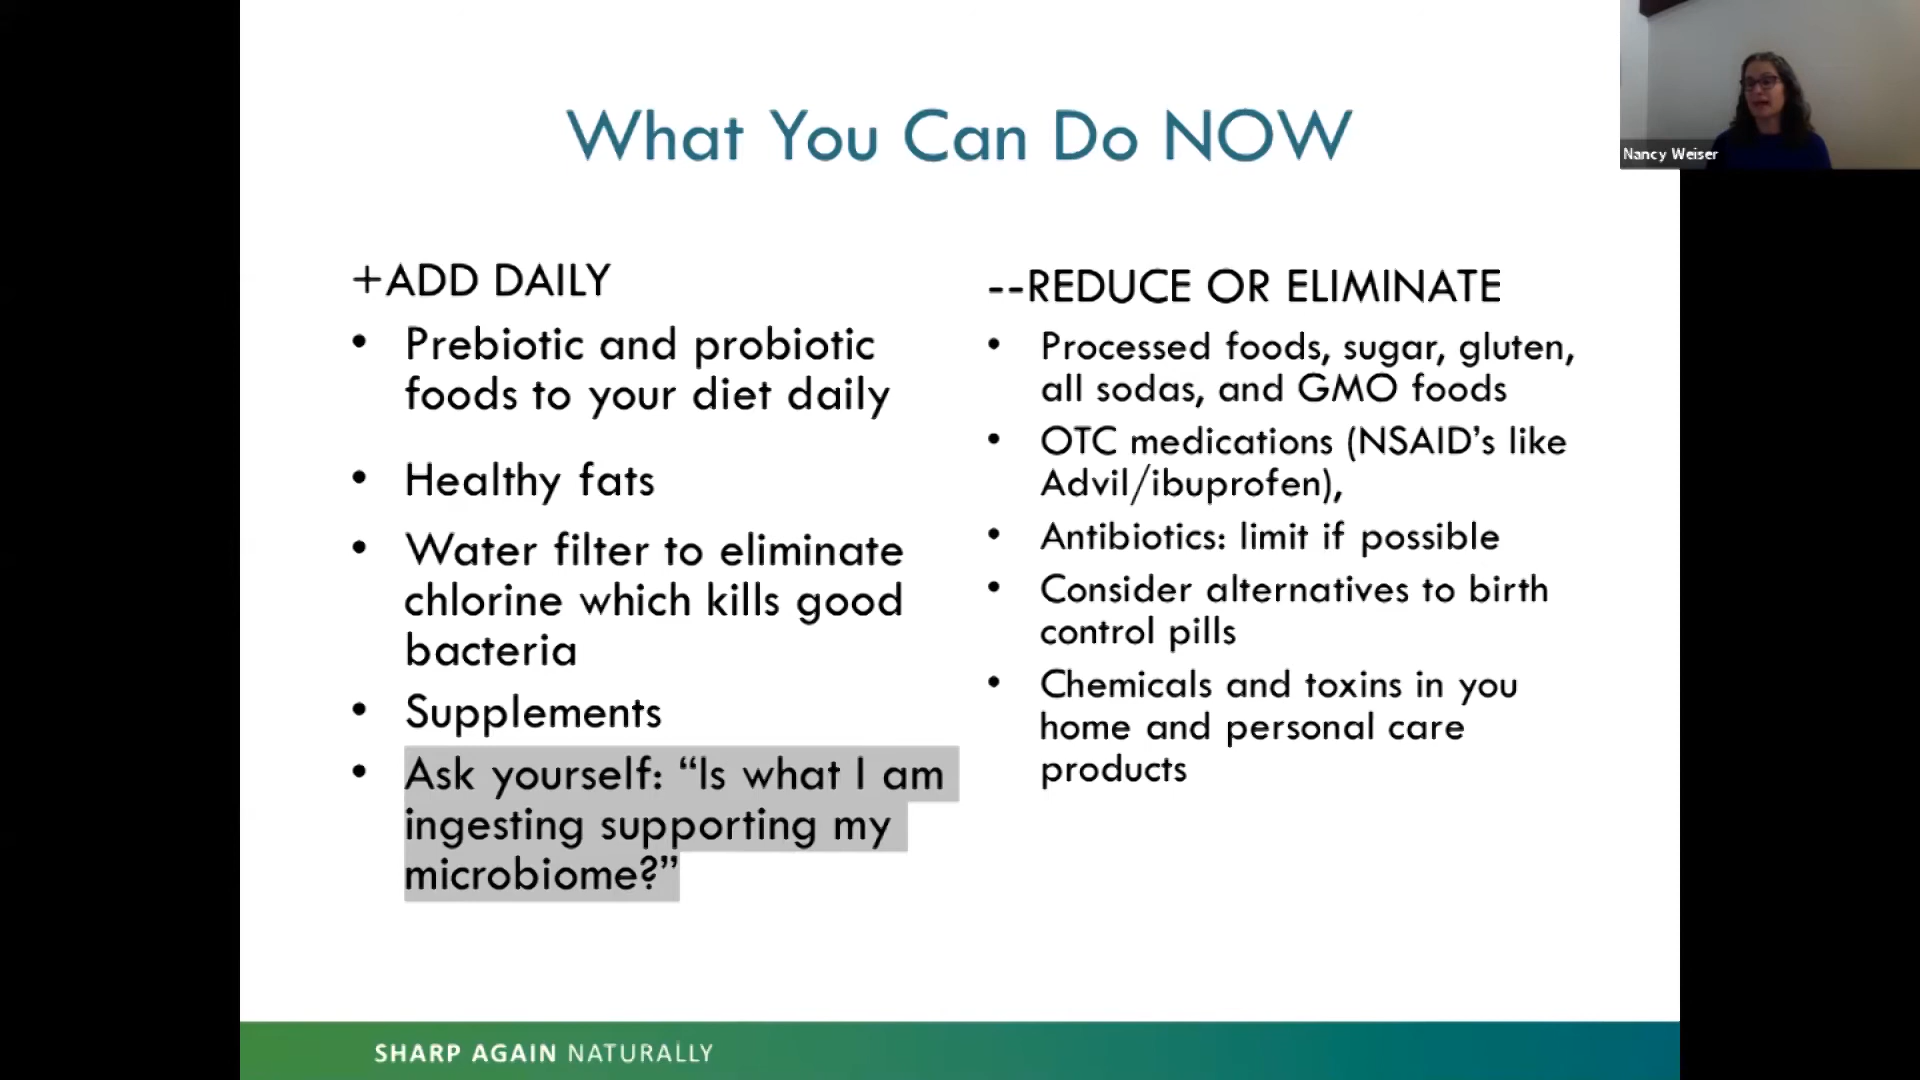 What You Can Do NOW
Nancy Weiser
+ADD DAILY
• Prebiotic and probiotic
foods to your diet daily
• Healthy fats
• Water filter to eliminate
chlorine which kills good
bacteria
• Supplements
• Ask yourself: “Is what I am
ingesting supporting my
microbiome?”
--REDUCE OR ELIMINATE
• Processed foods, sugar, gluten,
all sodas, and GMO foods
• OTC medications (NSAID’s like
Advil/ibuprofen),
• Antibiotics: limit if possible
• Consider alternatives to birth
control pills
• Chemicals and toxins in you
home and personal care
products
SHARP AGAIN NATURALLY